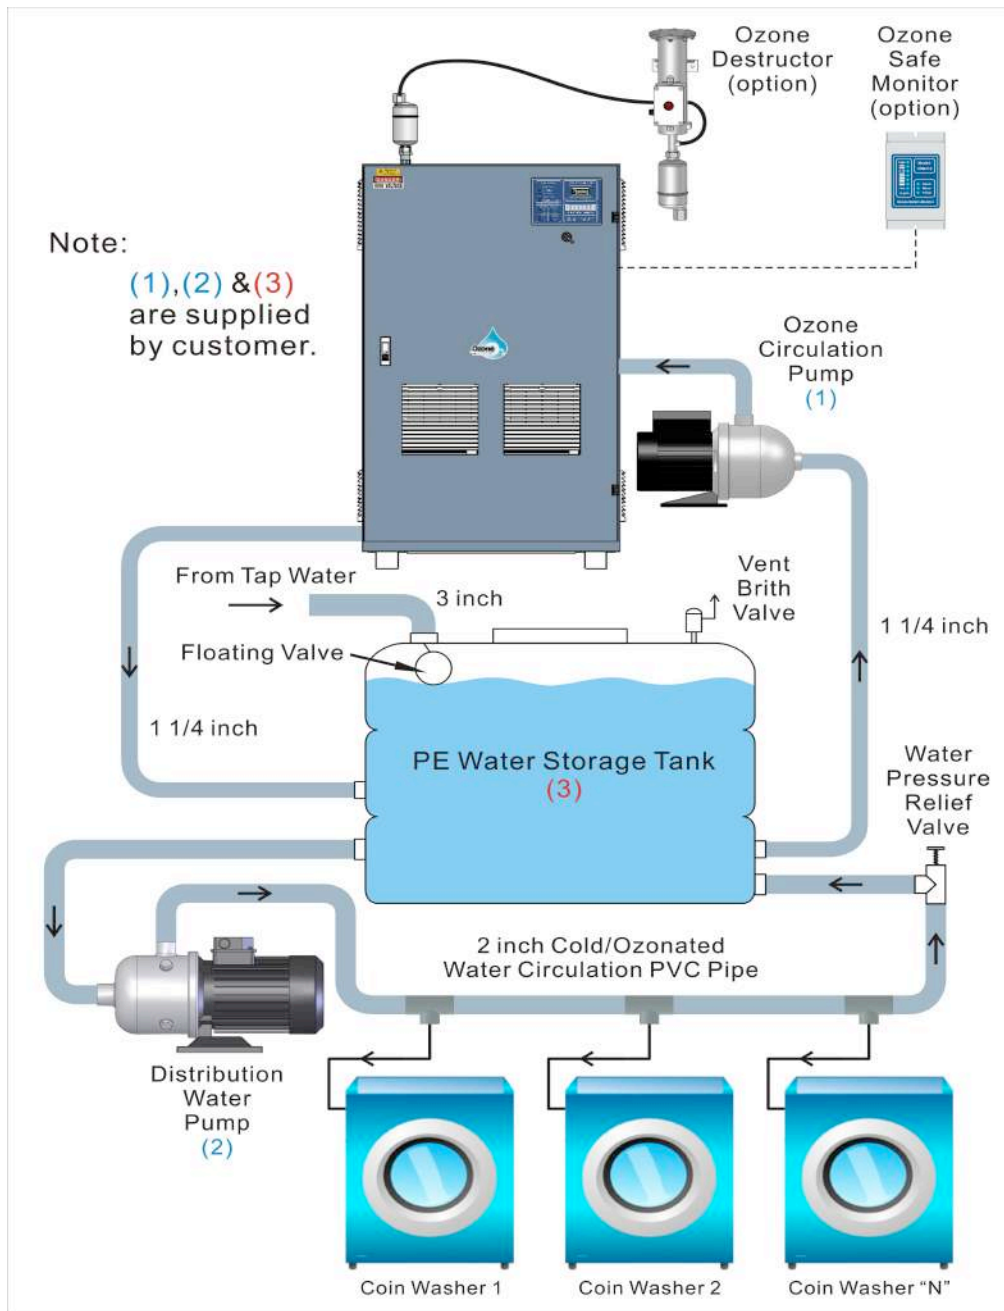 Ozone
Destructor
(option)
Ozone
Safe
Monitor
(option)
Note:
(1),(2) &(3)
are supplied
by customer.
Ozone
Ozone
Circulation
Pump
(1)
From Tap Water
3 inch
Vent
Brith
Valve
Floating Valve
1 1/4 inch
1 1/4 inch
PE Water Storage Tank
(3)
Water
Pressure
Relief
Valve
2 inch Cold/Ozonated
Water Circulation PVC Pipe
Distribution
Water
Pump
(2)
Coin Washer 1
Coin Washer 2
Coin Washer “N”